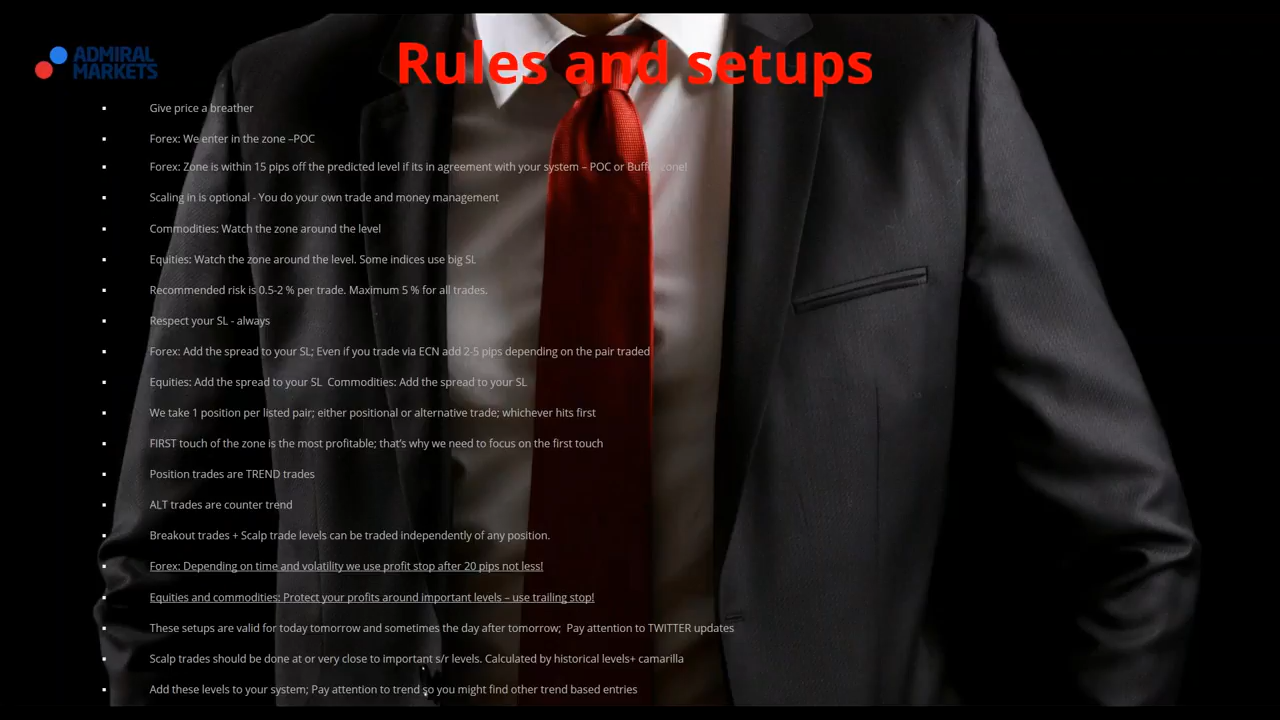 ADMIRAL
MARKETS
Rules and setups
Give price a breather
Forex: We enter in the zone –POC
Forex: Zone is within 15 pips off the predicted level if its in agreement with your system – POC or Buffer zone!
Scaling in is optional - You do your own trade and money management
Commodities: Watch the zone around the level
Equities: Watch the zone around the level. Some indices use big SL
Recommended risk is 0.5-2 % per trade. Maximum 5 % for all trades.
Respect your SL - always
Forex: Add the spread to your SL; Even if you trade via ECN add 2-5 pips depending on the pair traded
Equities: Add the spread to your SL  Commodities: Add the spread to your SL
We take 1 position per listed pair; either positional or alternative trade; whichever hits first
FIRST touch of the zone is the most profitable; that's why we need to focus on the first touch
Position trades are TREND trades
ALT trades are counter trend
Breakout trades + Scalp trade levels can be traded independently of any position.
Forex: Depending on time and volatility we use profit stop after 20 pips not less!
Equities and commodities: Protect your profits around important levels – use trailing stop!
These setups are valid for today tomorrow and sometimes the day after tomorrow;  Pay attention to TWITTER updates
Scalp trades should be done at or very close to important s/r levels. Calculated by historical levels+ camarilla
Add these levels to your system; Pay attention to trend so you might find other trend based entries